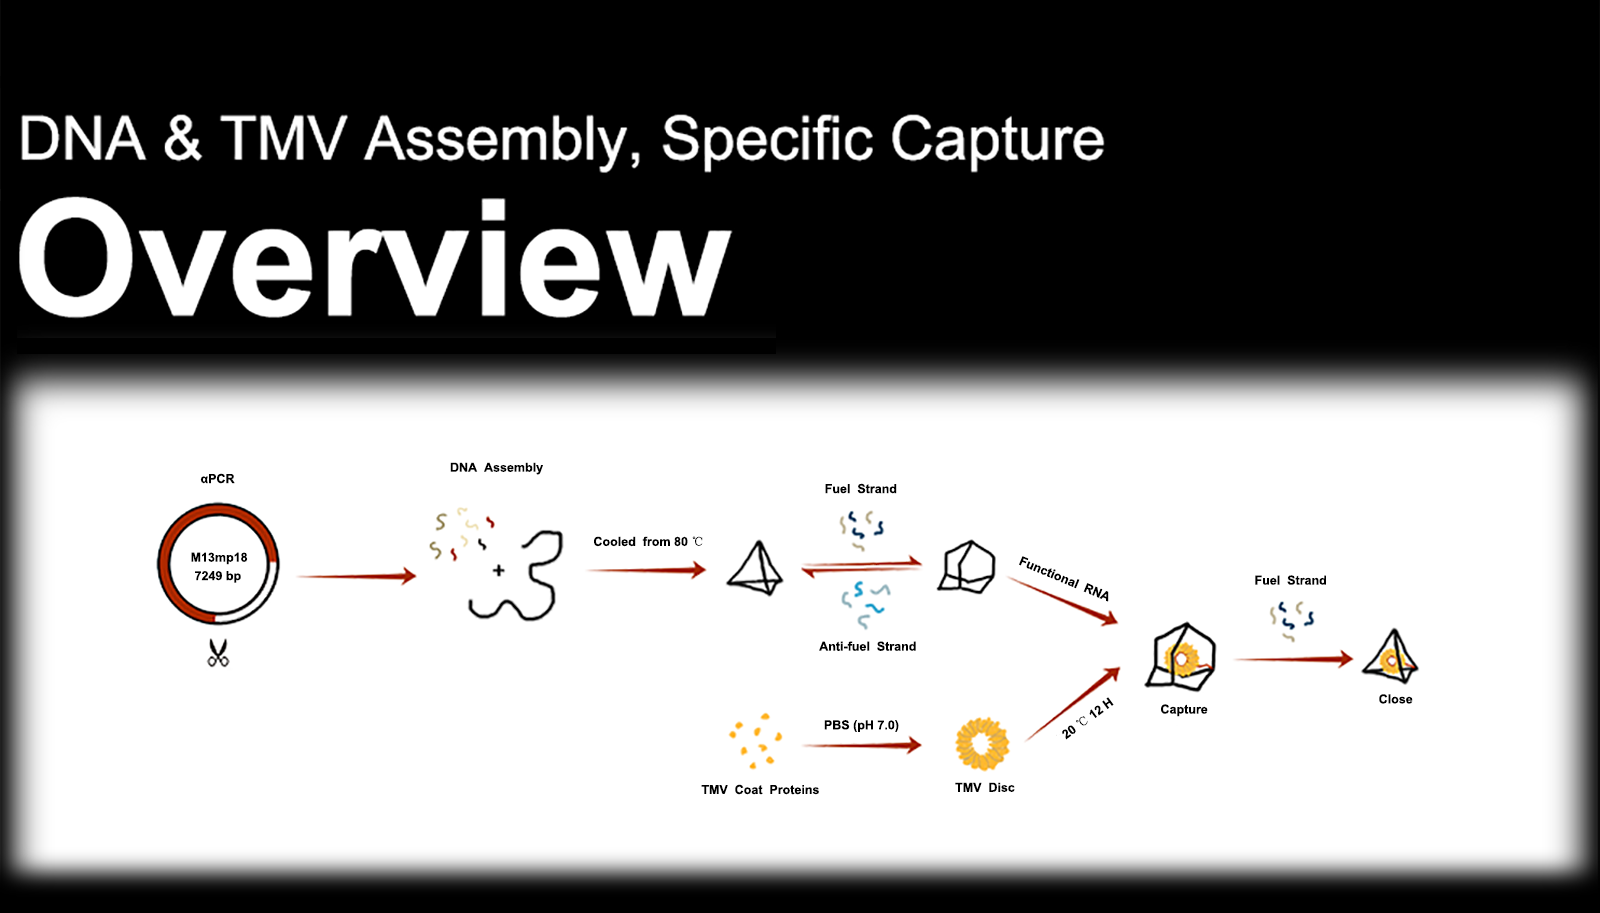 DNA & TMV Assembly, Specific Capture
Overview
αPCR
M13mp18
7249 bp
DNA Assembly
+
Cooled from 80 ℃
Fuel Strand
Anti-fuel Strand
Functional RNA
TMV Coat Proteins
PBS (pH 7.0)
TMV Disc
20 ℃ 12 H
Capture
Fuel Strand
Close